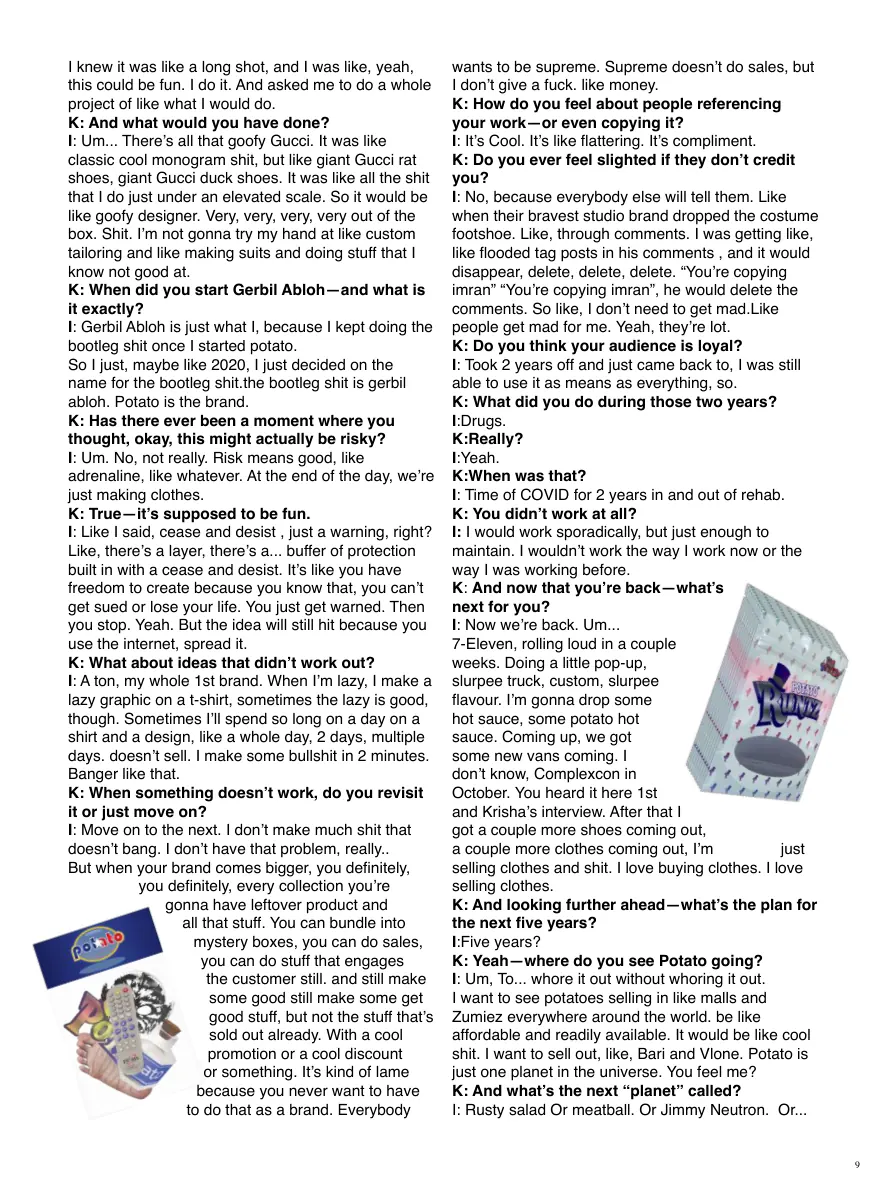 I knew it was like a long shot, and I was like, yeah,
this could be fun. I do it. And asked me to do a whole
project of like what I would do.
K: And what would you have done?
I: Um... There’s all that goofy Gucci. It was like
classic cool monogram shit, but like giant Gucci rat
shoes, giant Gucci duck shoes. It was like all the shit
that I do just under an elevated scale. So it would be
like goofy designer. Very, very, very, very out of the
box. Shit. I’m not gonna try my hand at like custom
tailoring and like making suits and doing stuff that I
know not good at.
K: When did you start Gerbil Abloh—and what is
it exactly?
I: Gerbil Abloh is just what I, because I kept doing the
bootleg shit once I started potato.
So I just, maybe like 2020, I just decided on the
name for the bootleg shit.the bootleg shit is gerbil
abloh. Potato is the brand.
K: Has there ever been a moment where you
thought, okay, this might actually be risky?
I: Um. No, not really. Risk means good, like
adrenaline, like whatever. At the end of the day, we’re
just making clothes.
K: True—it’s supposed to be fun.
I: Like I said, cease and desist , just a warning, right?
Like, there’s a layer, there’s a... buffer of protection
built in with a cease and desist. It’s like you have
freedom to create because you know that, you can’t
get sued or lose your life. You just get warned. Then
you stop. Yeah. But the idea will still hit because you
use the internet, spread it.
K: What about ideas that didn’t work out?
I: A ton, my whole 1st brand. When I’m lazy, I make a
lazy graphic on a t-shirt, sometimes the lazy is good,
though. Sometimes I’ll spend so long on a day on a
shirt and a design, like a whole day, 2 days, multiple
days. doesn’t sell. I make some bullshit in 2 minutes.
Banger like that.
K: When something doesn’t work, do you revisit
it or just move on?
I: Move on to the next. I don’t make much shit that
doesn’t bang. I don’t have that problem, really..
But when your brand comes bigger, you definitely,
you definitely, every collection you’re
gonna have leftover product and
all that stuff. You can bundle into
mystery boxes, you can do sales,
you can do stuff that engages
the customer still. and still make
some good still make some get
good stuff, but not the stuff that’s
sold out already. With a cool
promotion or a cool discount
or something. It’s kind of lame
because you never want to have
to do that as a brand. Everybody
potato
wants to be supreme. Supreme doesn’t do sales, but
I don’t give a fuck. like money.
K: How do you feel about people referencing
your work—or even copying it?
I: It’s Cool. It’s like flattering. It’s compliment.
K: Do you ever feel slighted if they don’t credit
you?
I: No, because everybody else will tell them. Like
when their bravest studio brand dropped the costume
footshoe. Like, through comments. I was getting like,
like flooded tag posts in his comments , and it would
disappear, delete, delete, delete. “You’re copying
imran” “You’re copying imran”, he would delete the
comments. So like, I don’t need to get mad.Like
people get mad for me. Yeah, they’re lot.
K: Do you think your audience is loyal?
I: Took 2 years off and just came back to, I was still
able to use it as means as everything, so.
K: What did you do during those two years?
I:Drugs.
K:Really?
I:Yeah.
K:When was that?
I: Time of COVID for 2 years in and out of rehab.
K: You didn’t work at all?
I: I would work sporadically, but just enough to
maintain. I wouldn’t work the way I work now or the
way I was working before.
K: And now that you’re back—what’s
next for you?
I: Now we’re back. Um...
7-Eleven, rolling loud in a couple
weeks. Doing a little pop-up,
slurpee truck, custom, slurpee
flavour. I’m gonna drop some
hot sauce, some potato hot
sauce. Coming up, we got
some new vans coming. I
don’t know, Complexcon in
October. You heard it here 1st
and Krisha’s interview. After that I
got a couple more shoes coming out,
a couple more clothes coming out, I’m just
selling clothes and shit. I love buying clothes. I love
selling clothes.
K: And looking further ahead—what’s the plan for
the next five years?
I:Five years?
K: Yeah—where do you see Potato going?
I: Um, To... whore it out without whoring it out.
I want to see potatoes selling in like malls and
Zumiez everywhere around the world. be like
affordable and readily available. It would be like cool
shit. I want to sell out, like, Bari and Vlone. Potato is
just one planet in the universe. You feel me?
K: And what’s the next “planet” called?
I: Rusty salad Or meatball. Or Jimmy Neutron.  Or...
POTATO
RUNTZ
9